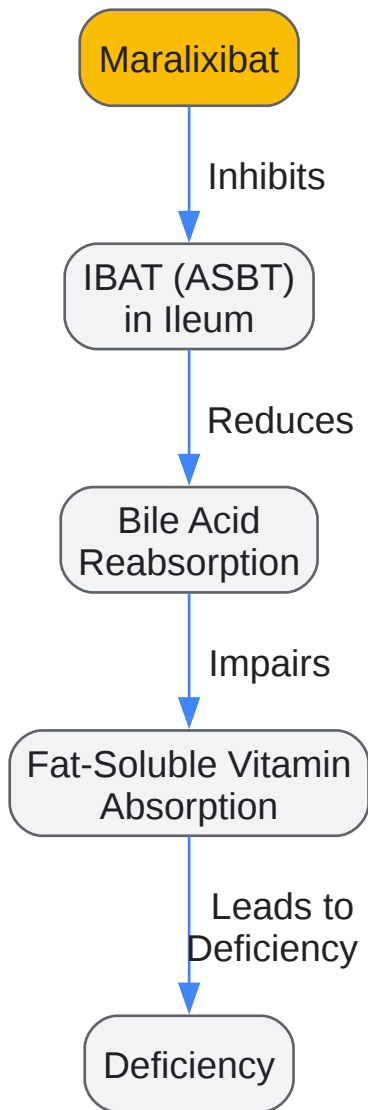 Maralixibat
Inhibits
IBAT (ASBT)
in Ileum
Reduces
Bile Acid
Reabsorption
Impairs
Fat-Soluble Vitamin
Absorption
Leads to
Deficiency
Deficiency